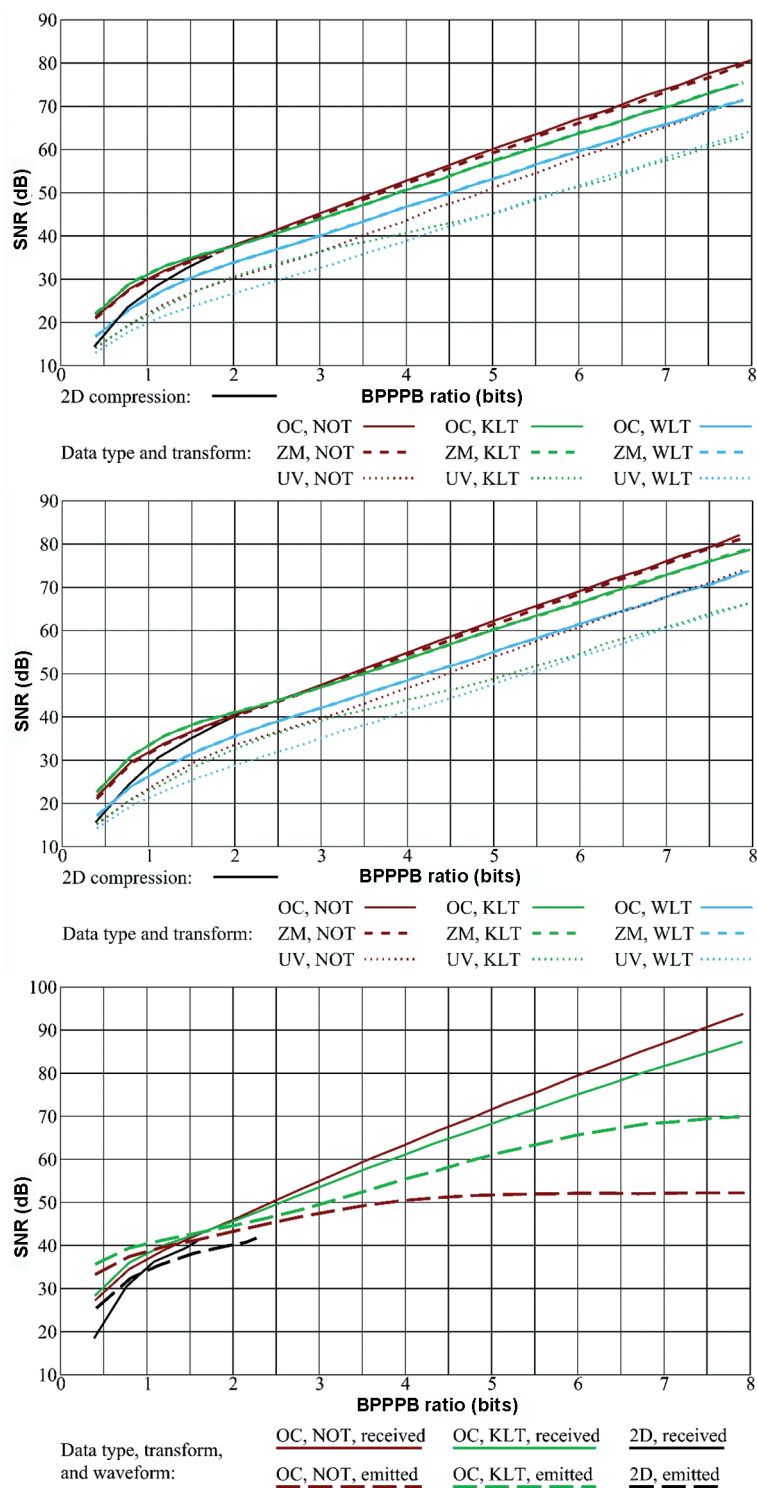 90
80
70
60
50
40
30
20
10
SNR (dB)
0 1 2 3 4 5 6 7 8
BPPPB ratio (bits)
2D compression:
OC, NOT OC, KLT OC, WLT
Data type and transform: ZM, NOT ZM, KLT ZM, WLT
UV, NOT UV, KLT UV, WLT
90
80
70
60
50
40
30
20
10
SNR (dB)
0 1 2 3 4 5 6 7 8
BPPPB ratio (bits)
2D compression:
OC, NOT OC, KLT OC, WLT
Data type and transform: ZM, NOT ZM, KLT ZM, WLT
UV, NOT UV, KLT UV, WLT
100
90
80
70
60
50
40
30
20
10
SNR (dB)
0 1 2 3 4 5 6 7 8
BPPPB ratio (bits)
OC, NOT, received OC, KLT, received 2D, received
Data type, transform,
and waveform:
OC, NOT, emitted OC, KLT, emitted 2D, emitted